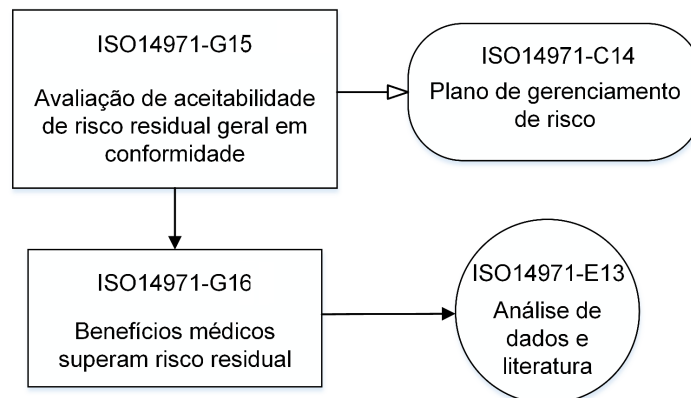 ISO14971-G15
Avaliação de aceitabilidade
de risco residual geral em
conformidade
ISO14971-C14
Plano de gerenciamento
de risco
ISO14971-G16
Benefícios médicos
superam risco residual
ISO14971-E13
Análise de
dados e
literatura